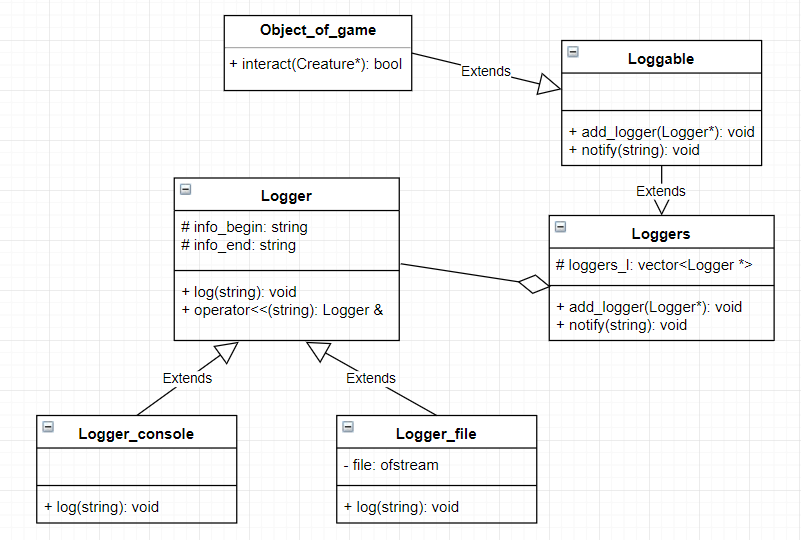 Object_of_game
+ interact(Creature*): bool
Extends
Loggable
+ add_logger(Logger*): void
+ notify(string): void
Extends
Logger
# info_begin: string
# info_end: string
+ log(string): void
+ operator<<(string): Logger &
Loggers
# loggers_l: vector<Logger *>
+ add_logger(Logger*): void
+ notify(string): void
Extends
Extends
Logger_console
+ log(string): void
Logger_file
- file: ofstream
+ log(string): void